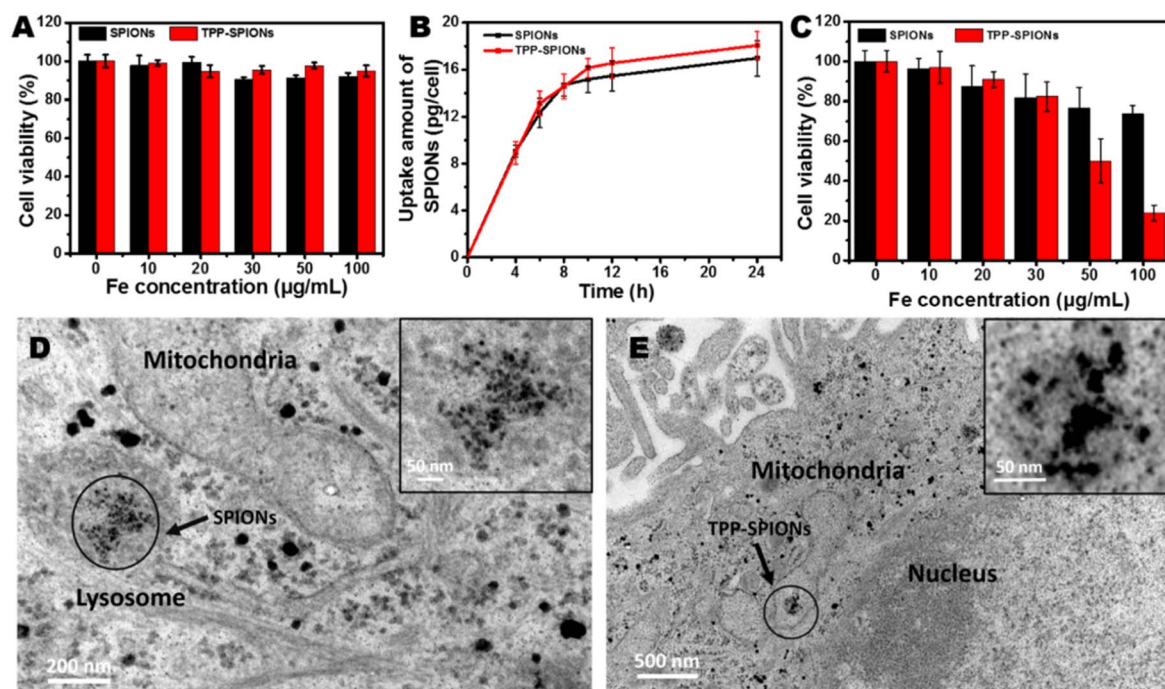 A
SPIONs
TPP-SPIONs
Cell viability (%)
120
100
80
60
40
20
0
0 10 20 30 50 100
Fe concentration (µg/mL)
B
SPIONs
TPP-SPIONs
Uptake amount of
SPIONs (pg/cell)
20
16
12
16
4
0
0 4 8 12 16 20 24
Time (h)
C
SPIONs
TPP-SPIONs
Cell viability (%)
120
100
80
60
40
20
0
0 10 20 30 50 100
Fe concentration (µg/mL)
D
Mitochondria
50 nm
SPIONs
Lysosome
200 nm
E
50 nm
Mitochondria
TPP-SPIONs
Nucleus
500 nm